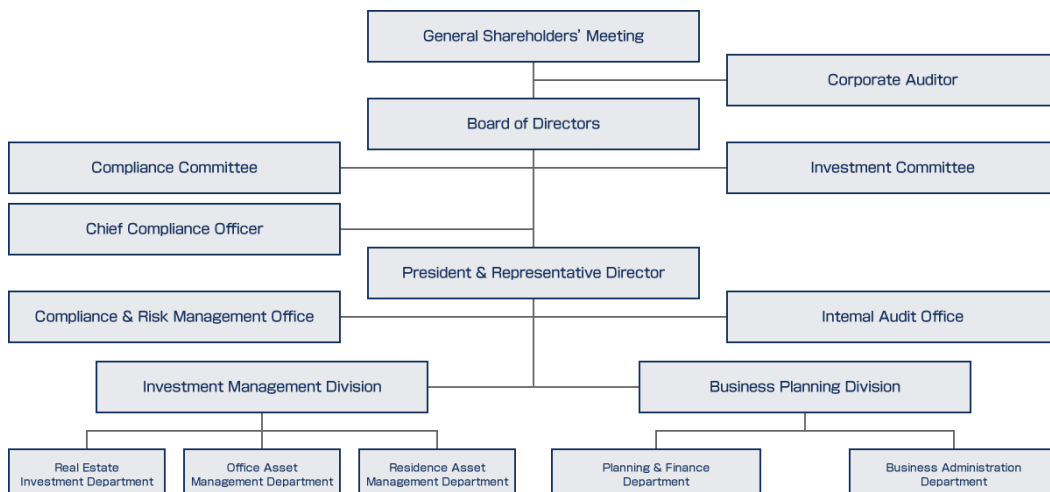 General Shareholders' Meeting
Corporate Auditor
Board of Directors
Compliance Committee
Investment Committee
Chief Compliance Officer
President & Representative Director
Compliance & Risk Management Office
Internal Audit Office
Investment Management Division
Business Planning Division
Real Estate
Investment Department
Office Asset
Management Department
Residence Asset
Management Department
Planning & Finance
Department
Business Administration
Department